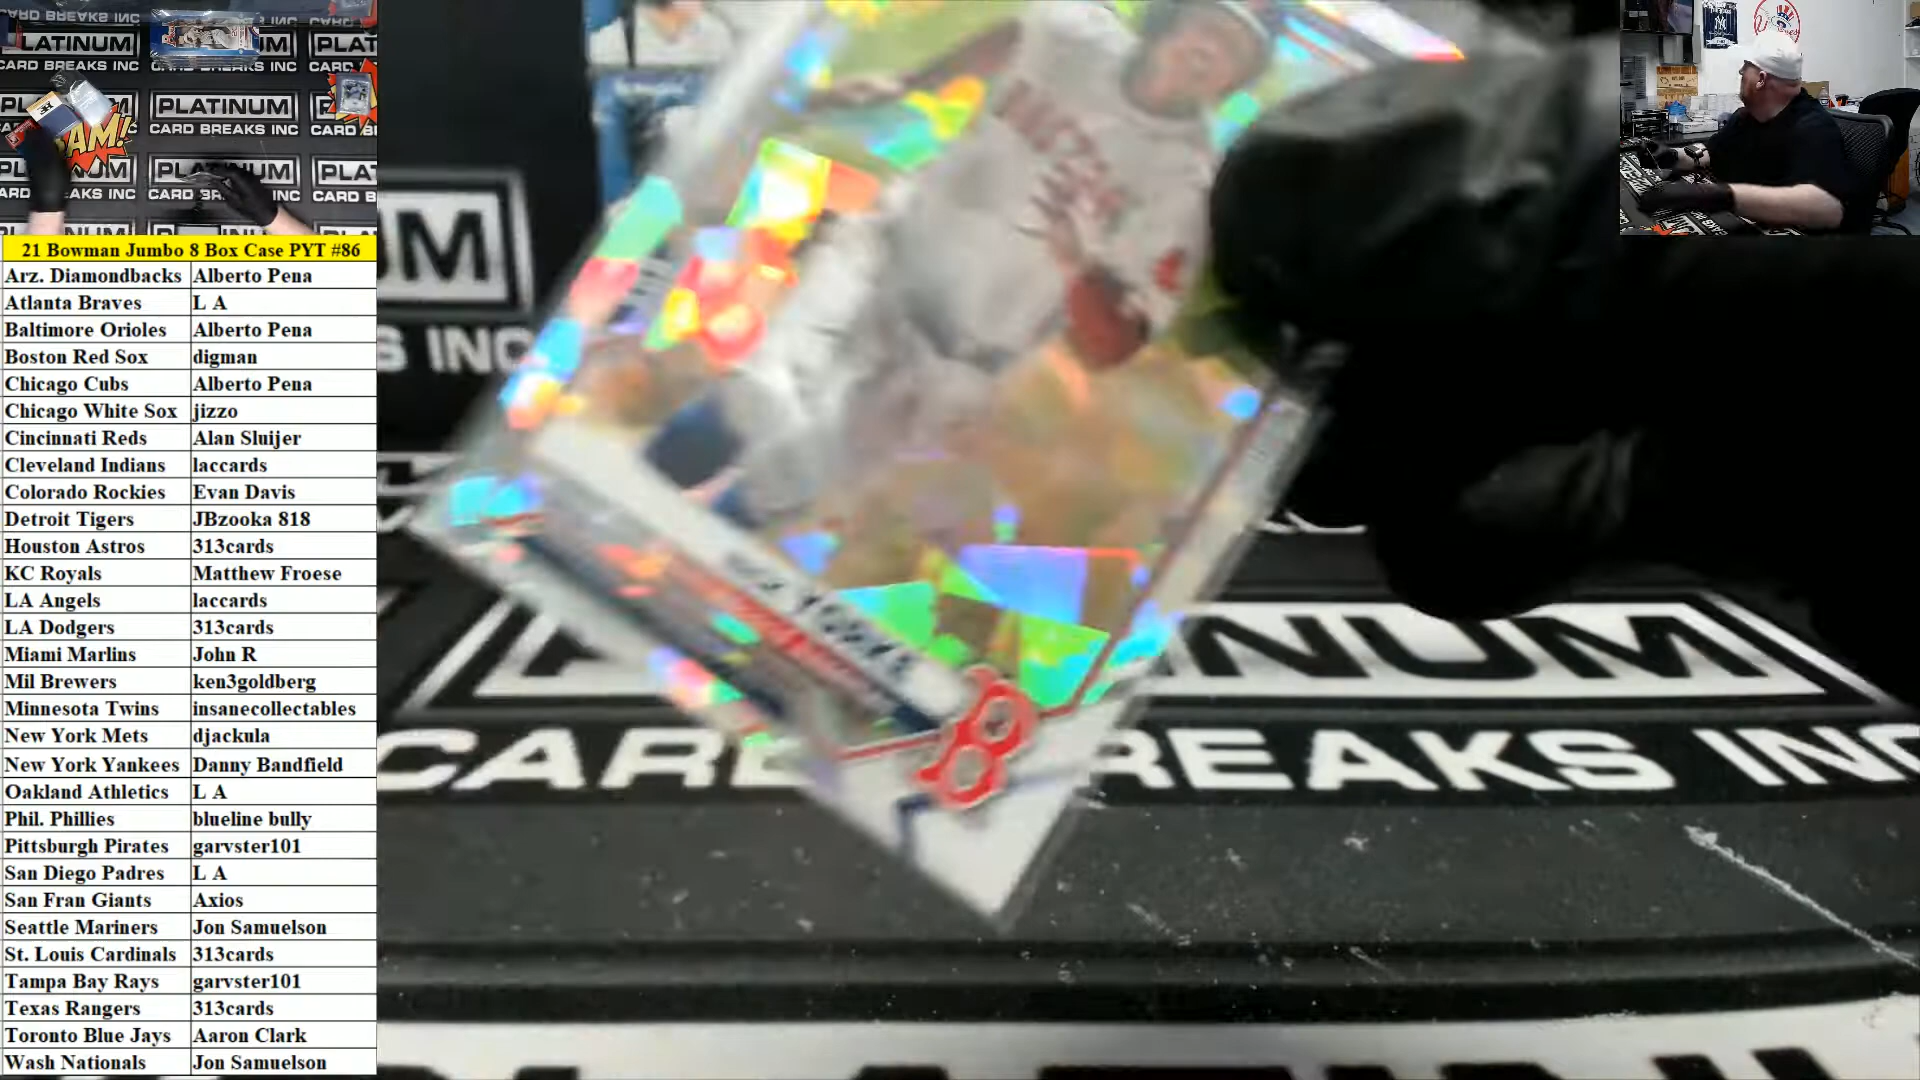 PLATINUM
CARD BREAKS INC
BAM!
21 Bowman Jumbo 8 Box Case PYT #86
Arz. Diamondbacks Alberto Pena
Atlanta Braves L A
Baltimore Orioles Alberto Pena
Boston Red Sox digman
Chicago Cubs Alberto Pena
Chicago White Sox jizzo
Cincinnati Reds Alan Sluijer
Cleveland Indians laccards
Colorado Rockies Evan Davis
Detroit Tigers JBzooka 818
Houston Astros 313cards
KC Royals Matthew Froese
LA Angels laccards
LA Dodgers 313cards
Miami Marlins John R
Mil Brewers ken3goldberg
Minnesota Twins insanecollectables
New York Mets djackula
New York Yankees Danny Bandfield
Oakland Athletics L A
Phil. Phillies blueline bully
Pittsburgh Pirates garvster101
San Diego Padres L A
San Fran Giants Axios
Seattle Mariners Jon Samuelson
St. Louis Cardinals 313cards
Tampa Bay Rays garvster101
Texas Rangers 313cards
Toronto Blue Jays Aaron Clark
Wash Nationals Jon Samuelson
UM
S INC
YORKE
B
NUM
CARD BREAKS INC